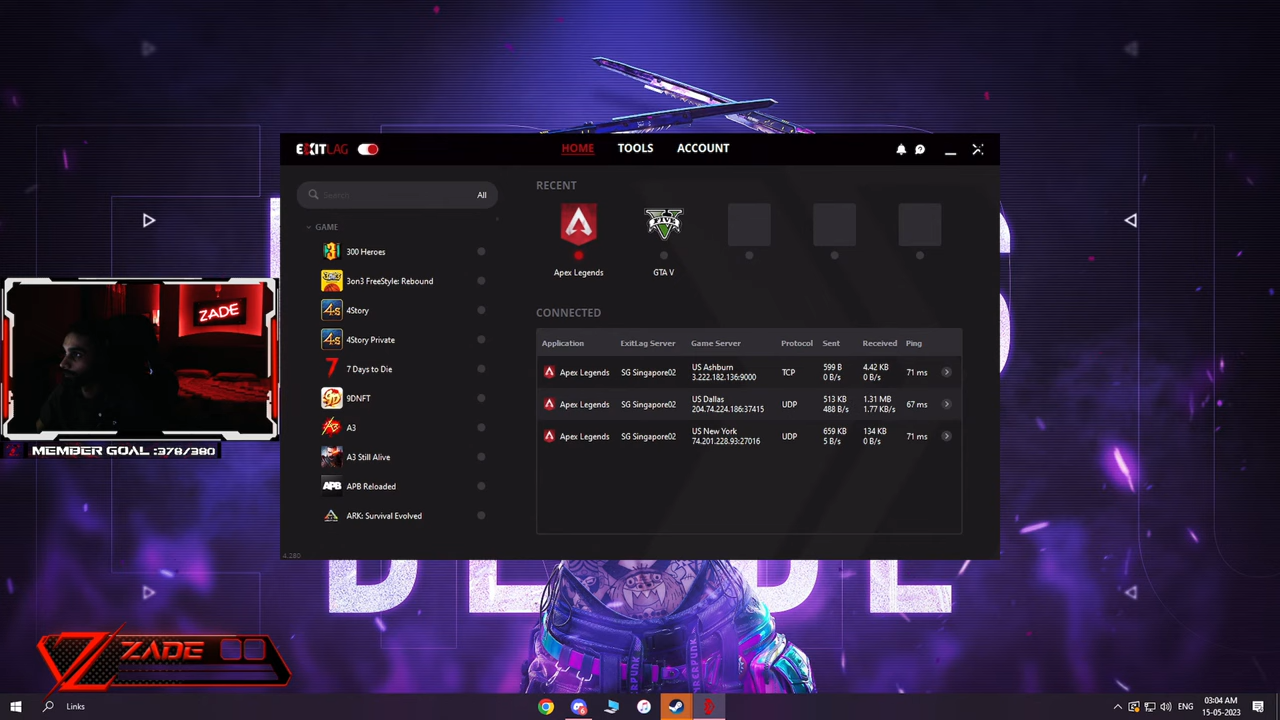 EXITLAG
HOME
TOOLS
ACCOUNT
Search
All
GAME
300 Heroes
3on3 FreeStyle: Rebound
4Story
4Story Private
7 Days to Die
9DNFT
A3
A3 Still Alive
APB Reloaded
ARK: Survival Evolved
4.280
RECENT
Apex Legends
GTA V
CONNECTED
Application ExitLag Server Game Server Protocol Sent Received Ping
Apex Legends SG Singapore02 US Ashburn 3.222.182.136:9000 TCP 599 B 0 B/s 4.42 KB 0 B/s 71 ms
Apex Legends SG Singapore02 US Dallas 204.74.224.186:37415 UDP 513 KB 488 B/s 1.31 MB 1.77 KB/s 67 ms
Apex Legends SG Singapore02 US New York 74.201.228.93:27016 UDP 659 KB 5 B/s 134 KB 0 B/s 71 ms
ZADE
MEMBER GOAL :378/380
ZADE
Links
ENG
03:04 AM
15-05-2023